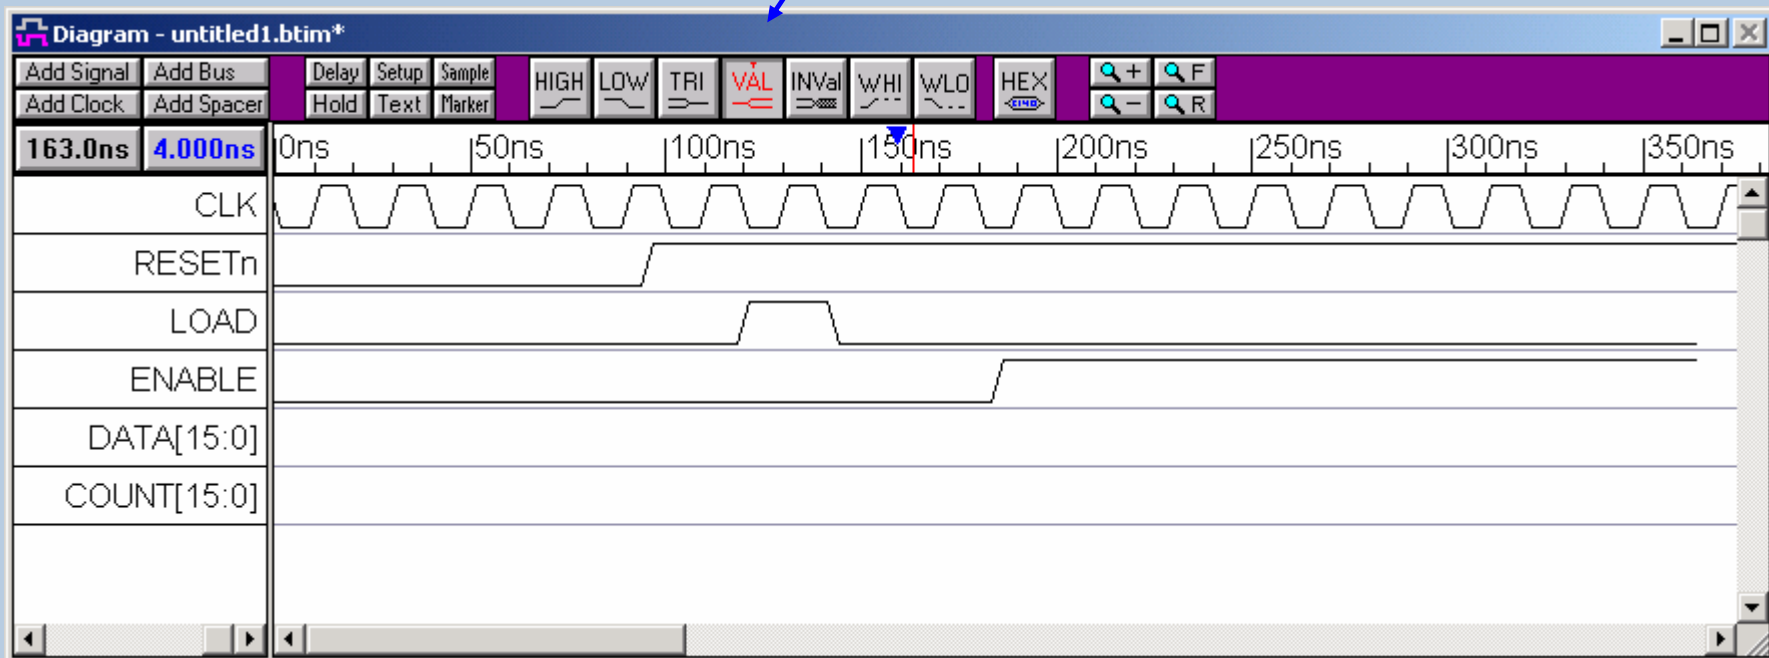 Diagram - untitled1.btim*
Add Signal Add Bus Delay Setup Sample HIGH LOW TRI VAL INVal WHI WLO HEX + F
Add Clock Add Spacer Hold Text Marker - R
163.0ns 4.000ns 0ns 50ns 100ns 150ns 200ns 250ns 300ns 350ns
CLK
RESETn
LOAD
ENABLE
DATA[15:0]
COUNT[15:0]